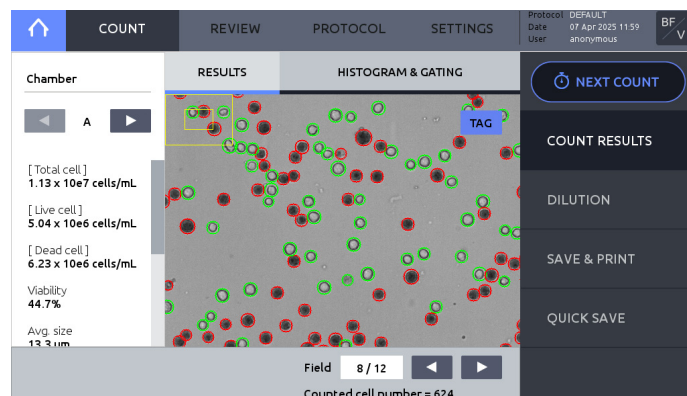 COUNT
REVIEW
PROTOCOL
SETTINGS
Protocol DEFAULT
Date 07 Apr 2025 11:59
User anonymous
BF
V
Chamber
A
[ Total cell ]
1.13 x 10e7 cells/mL
[ Live cell ]
5.04 x 10e6 cells/mL
[ Dead cell ]
6.23 x 10e6 cells/mL
Viability
44.7%
Avg. size
13.3 um
RESULTS
HISTOGRAM & GATING
TAG
Field 8 / 12
Counted cell number = 624
NEXT COUNT
COUNT RESULTS
DILUTION
SAVE & PRINT
QUICK SAVE